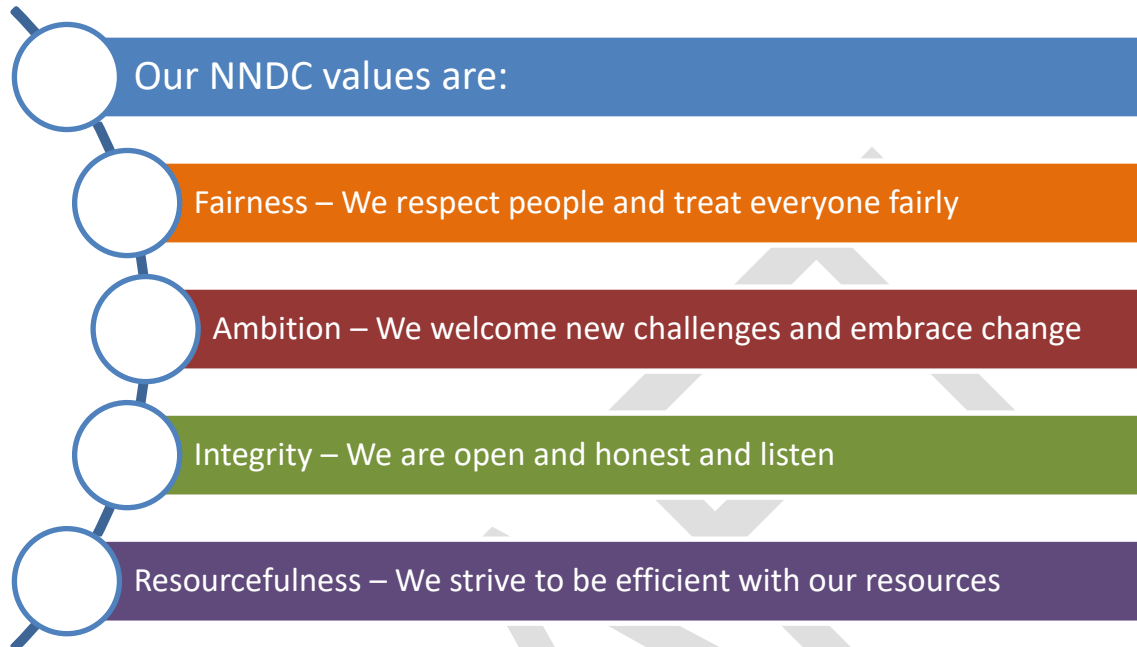 Our NNDC values are:
Fairness – We respect people and treat everyone fairly
Ambition – We welcome new challenges and embrace change
Integrity – We are open and honest and listen
Resourcefulness – We strive to be efficient with our resources